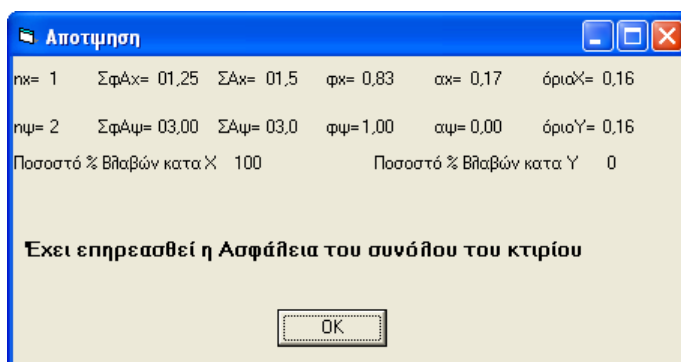 Αποτιμηση
nx= 1 ΣφΑx= 01,25 ΣΑx= 01,5 φx= 0,83 αx= 0,17 όριαX= 0,16
nψ= 2 ΣφΑψ= 03,00 ΣΑψ= 03,0 φψ= 1,00 αψ= 0,00 όριοY= 0,16
Ποσοστό % Βλαβών κατα X 100 Ποσοστό % Βλαβών κατα Y 0
Έχει επηρεασθεί η Ασφάλεια του συνόλου του κτιρίου
OK